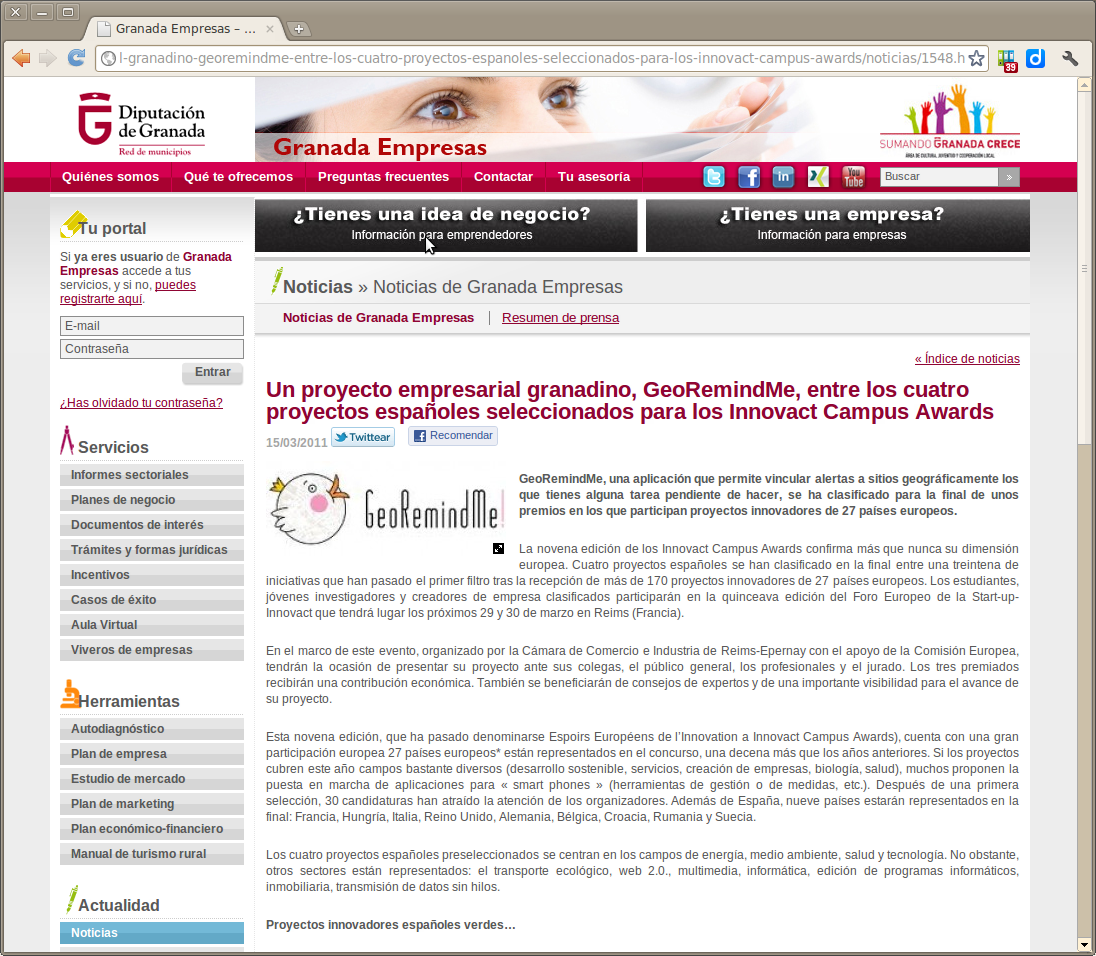 Granada Empresas – ...
l-granadino-georemindme-entre-los-cuatro-proyectos-espanoles-seleccionados-para-los-innovact-campus-awards/noticias/1548.h
39
Diputación
de Granada
Red de municipios
Granada Empresas
SUMANDO GRANADA CRECE
ÁREA DE CULTURA, JUVENTUD Y COOPERACIÓN LOCAL
Quiénes somos
Qué te ofrecemos
Preguntas frecuentes
Contactar
Tu asesoría
You Tube
Buscar
»
¿Tienes una idea de negocio?
Información para emprendedores
¿Tienes una empresa?
Información para empresas
Tu portal
Si ya eres usuario de Granada
Empresas accede a tus
servicios, y si no, puedes
registrarte aquí.
E-mail
Contraseña
Entrar
¿Has olvidado tu contraseña?
Servicios
Informes sectoriales
Planes de negocio
Documentos de interés
Trámites y formas jurídicas
Incentivos
Casos de éxito
Aula Virtual
Viveros de empresas
Herramientas
Autodiagnóstico
Plan de empresa
Estudio de mercado
Plan de marketing
Plan económico-financiero
Manual de turismo rural
Actualidad
Noticias
Noticias » Noticias de Granada Empresas
Noticias de Granada Empresas
Resumen de prensa
« Índice de noticias
Un proyecto empresarial granadino, GeoRemindMe, entre los cuatro
proyectos españoles seleccionados para los Innovact Campus Awards
15/03/2011
Twittear
Recomendar
GeoRemindMe!
GeoRemindMe, una aplicación que permite vincular alertas a sitios geográficamente los
que tienes alguna tarea pendiente de hacer, se ha clasificado para la final de unos
premios en los que participan proyectos innovadores de 27 países europeos.
La novena edición de los Innovact Campus Awards confirma más que nunca su dimensión
europea. Cuatro proyectos españoles se han clasificado en la final entre una treintena de
iniciativas que han pasado el primer filtro tras la recepción de más de 170 proyectos innovadores de 27 países europeos. Los estudiantes,
jóvenes investigadores y creadores de empresa clasificados participarán en la quinceava edición del Foro Europeo de la Start-up-
Innovact que tendrá lugar los próximos 29 y 30 de marzo en Reims (Francia).
En el marco de este evento, organizado por la Cámara de Comercio e Industria de Reims-Epernay con el apoyo de la Comisión Europea,
tendrán la ocasión de presentar su proyecto ante sus colegas, el público general, los profesionales y el jurado. Los tres premiados
recibirán una contribución económica. También se beneficiarán de consejos de expertos y de una importante visibilidad para el avance de
su proyecto.
Esta novena edición, que ha pasado denominarse Espoirs Européens de l’Innovation a Innovact Campus Awards), cuenta con una gran
participación europea 27 países europeos* están representados en el concurso, una decena más que los años anteriores. Si los proyectos
cubren este año campos bastante diversos (desarrollo sostenible, servicios, creación de empresas, biología, salud), muchos proponen la
puesta en marcha de aplicaciones para « smart phones » (herramientas de gestión o de medidas, etc.). Después de una primera
selección, 30 candidaturas han atraído la atención de los organizadores. Además de España, nueve países estarán representados en la
final: Francia, Hungría, Italia, Reino Unido, Alemania, Bélgica, Croacia, Rumania y Suecia.
Los cuatro proyectos españoles preseleccionados se centran en los campos de energía, medio ambiente, salud y tecnología. No obstante,
otros sectores están representados: el transporte ecológico, web 2.0., multimedia, informática, edición de programas informáticos,
inmobiliaria, transmisión de datos sin hilos.
Proyectos innovadores españoles verdes…